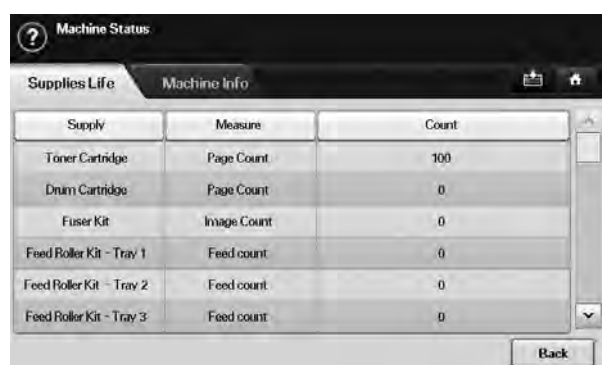 ? Machine Status
Supplies Life Machine Info
Supply Measure Count
Toner Cartridge Page Count 100
Drum Cartridge Page Count 0
Fuser Kit Image Count 0
Feed Roller Kit - Tray 1 Feed count 0
Feed Roller Kit - Tray 2 Feed count 0
Feed Roller Kit - Tray 3 Feed count 0
Back